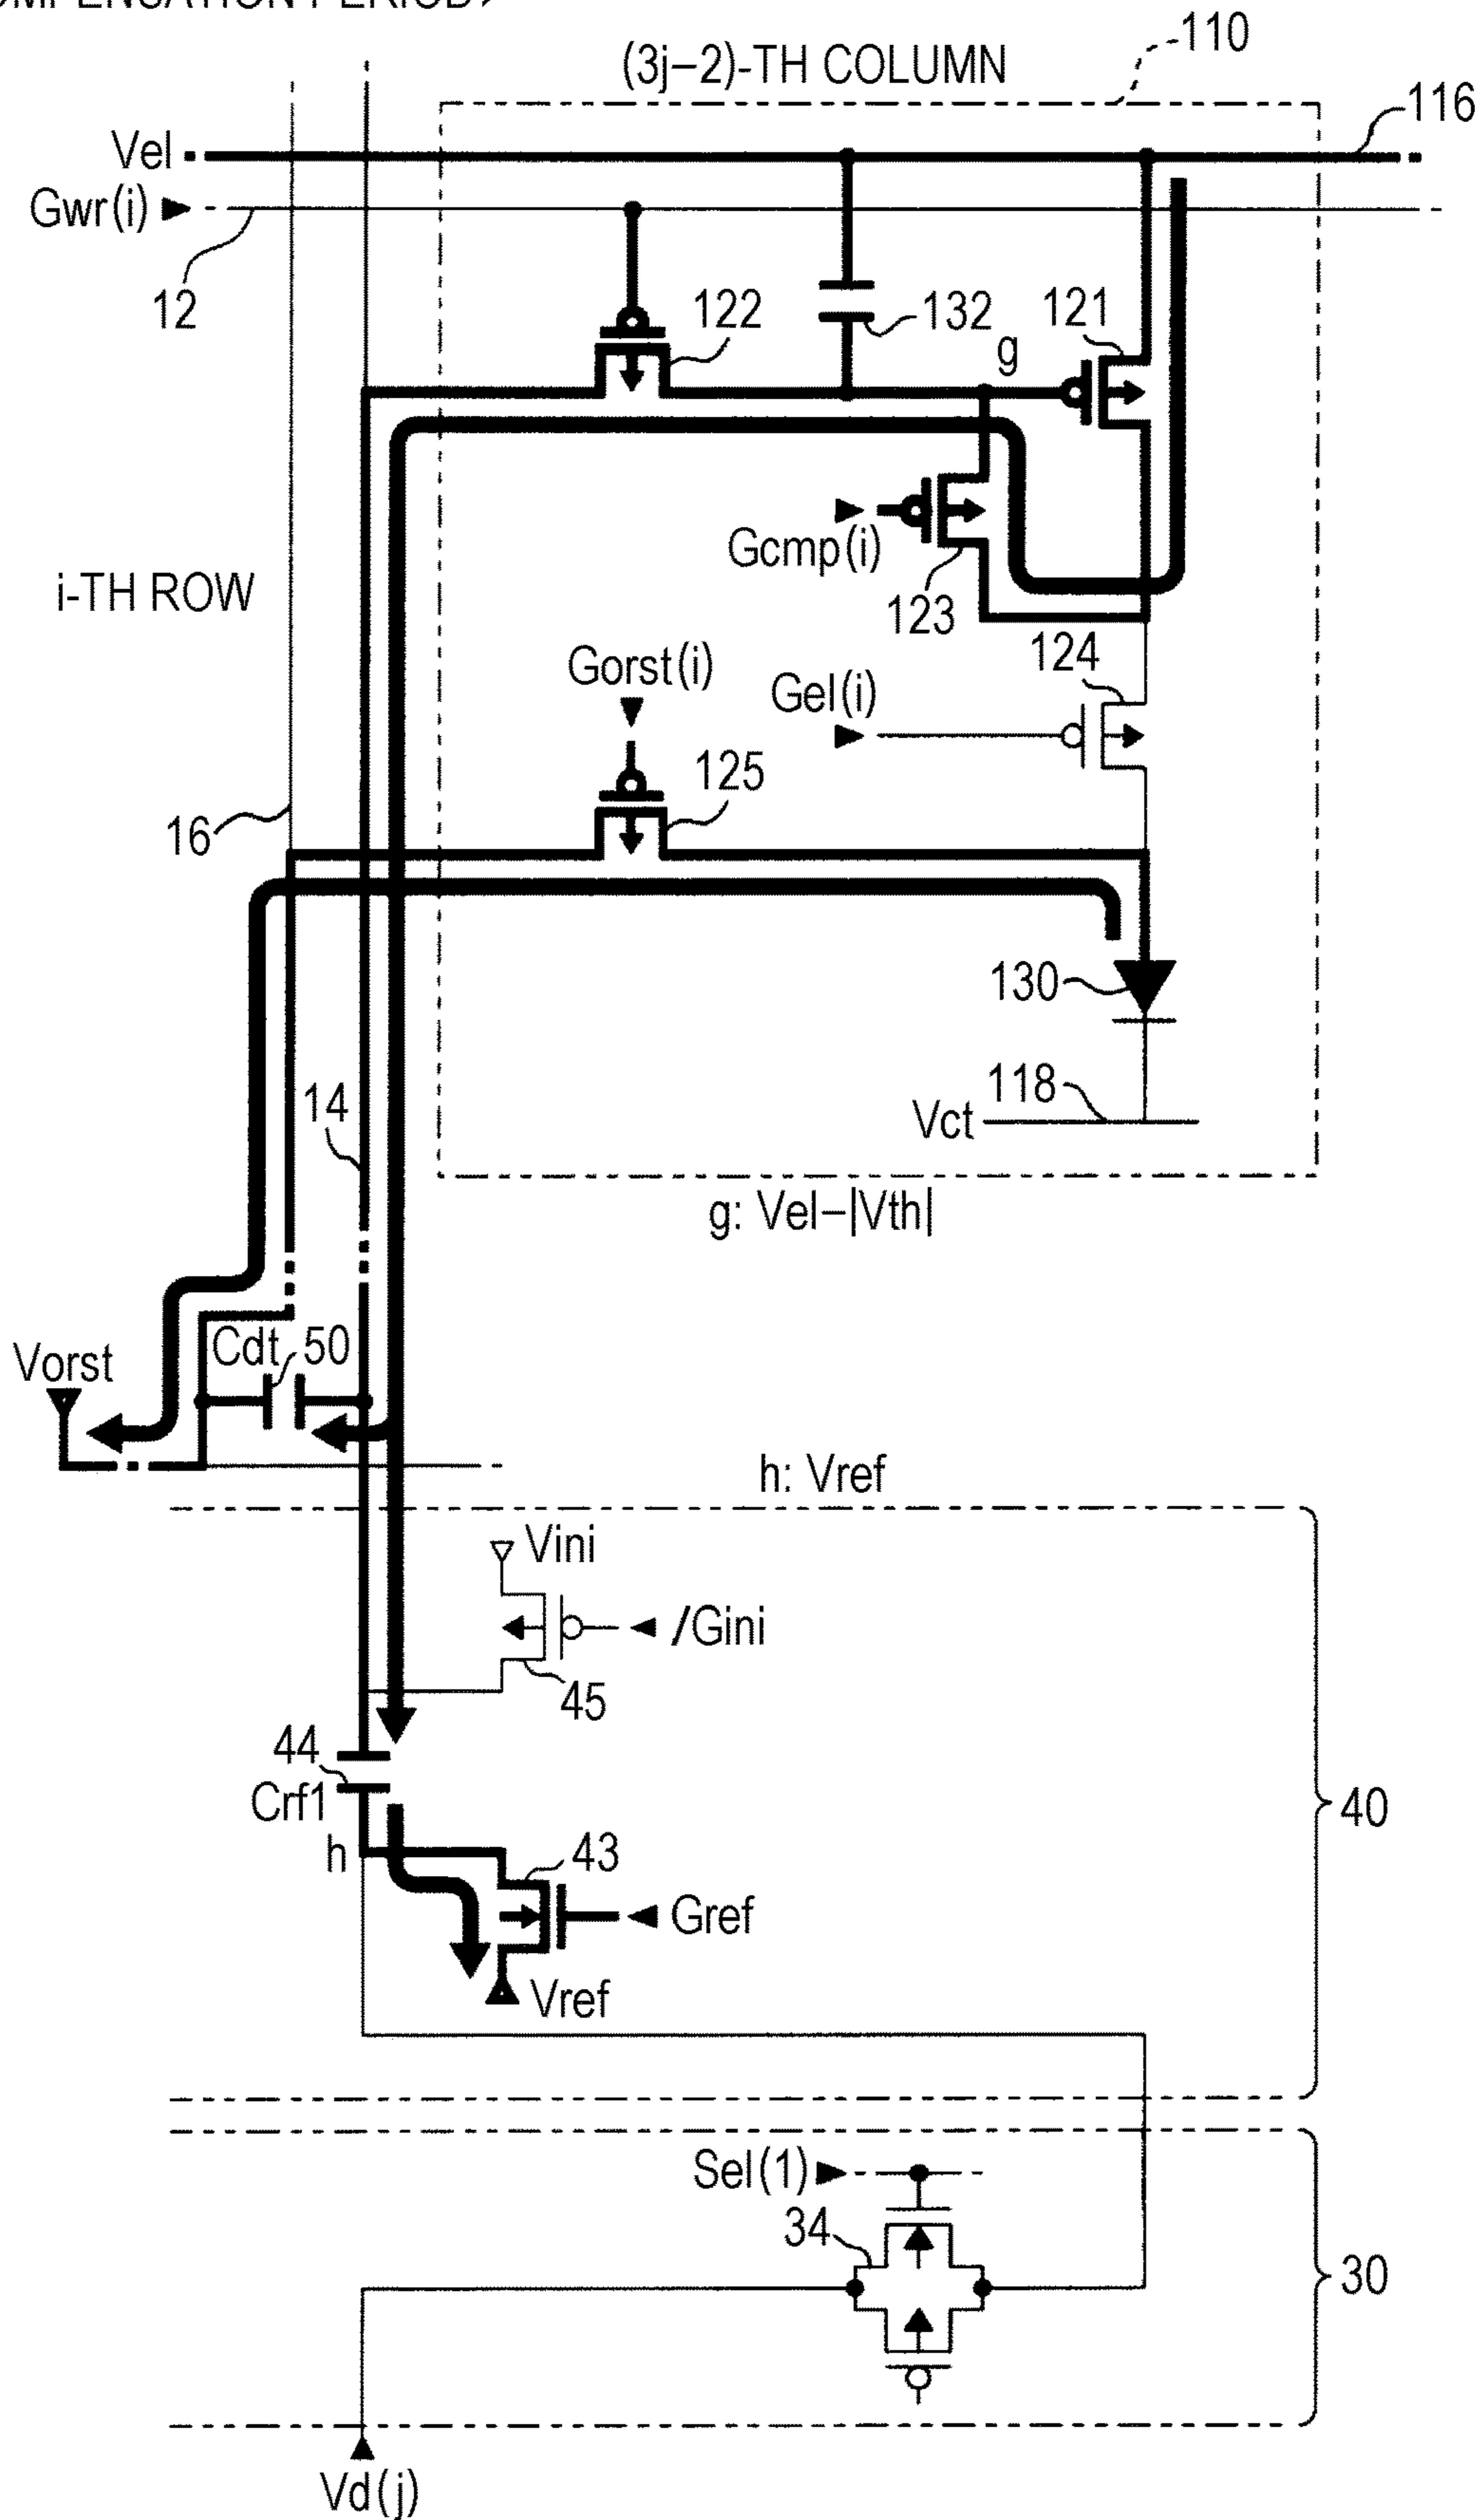 (3j–2)-TH COLUMN
110
116
Vel
Gwr(i)
12
122
132
121
g
Gcmp(i)
123
i-TH ROW
124
Gorst(i)
Gel(i)
125
16
130
14
118
Vct
g: Vel–|Vth|
Vorst
Cdt
50
h: Vref
Vini
/Gini
45
44
Crf1
40
h
43
Gref
Vref
Sel(1)
34
30
Vd(j)